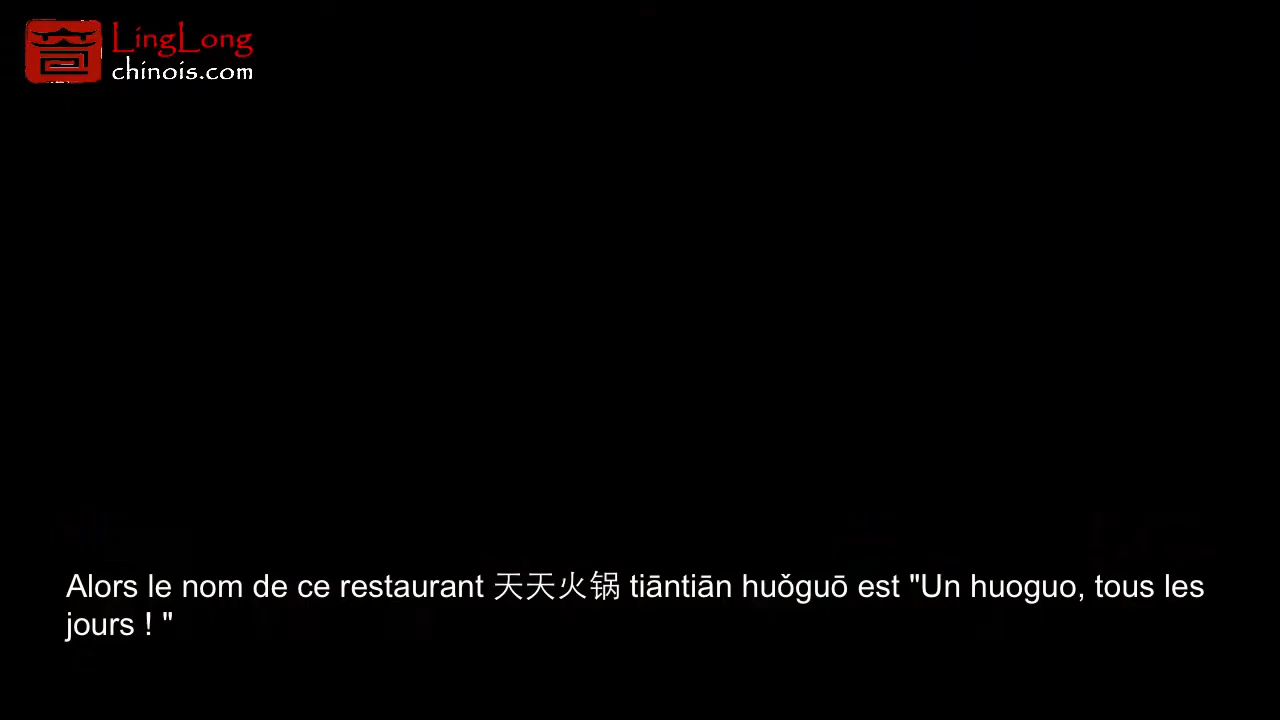 LingLong
chinois.com
Alors le nom de ce restaurant 天天火锅 tiāntiān huǒguō est "Un huoguo, tous les
jours ! "